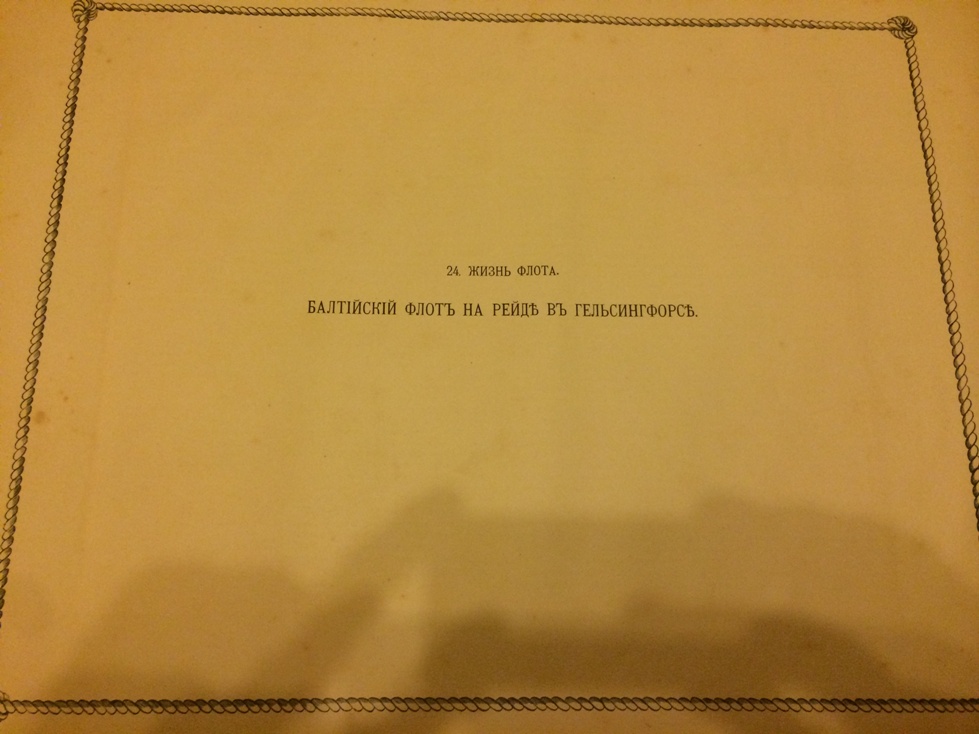 24. ЖИЗНЬ ФЛОТА.
БАЛТІЙСКІЙ ФЛОТЪ НА РЕЙДѢ ВЪ ГЕЛЬСИНГФОРСѢ.